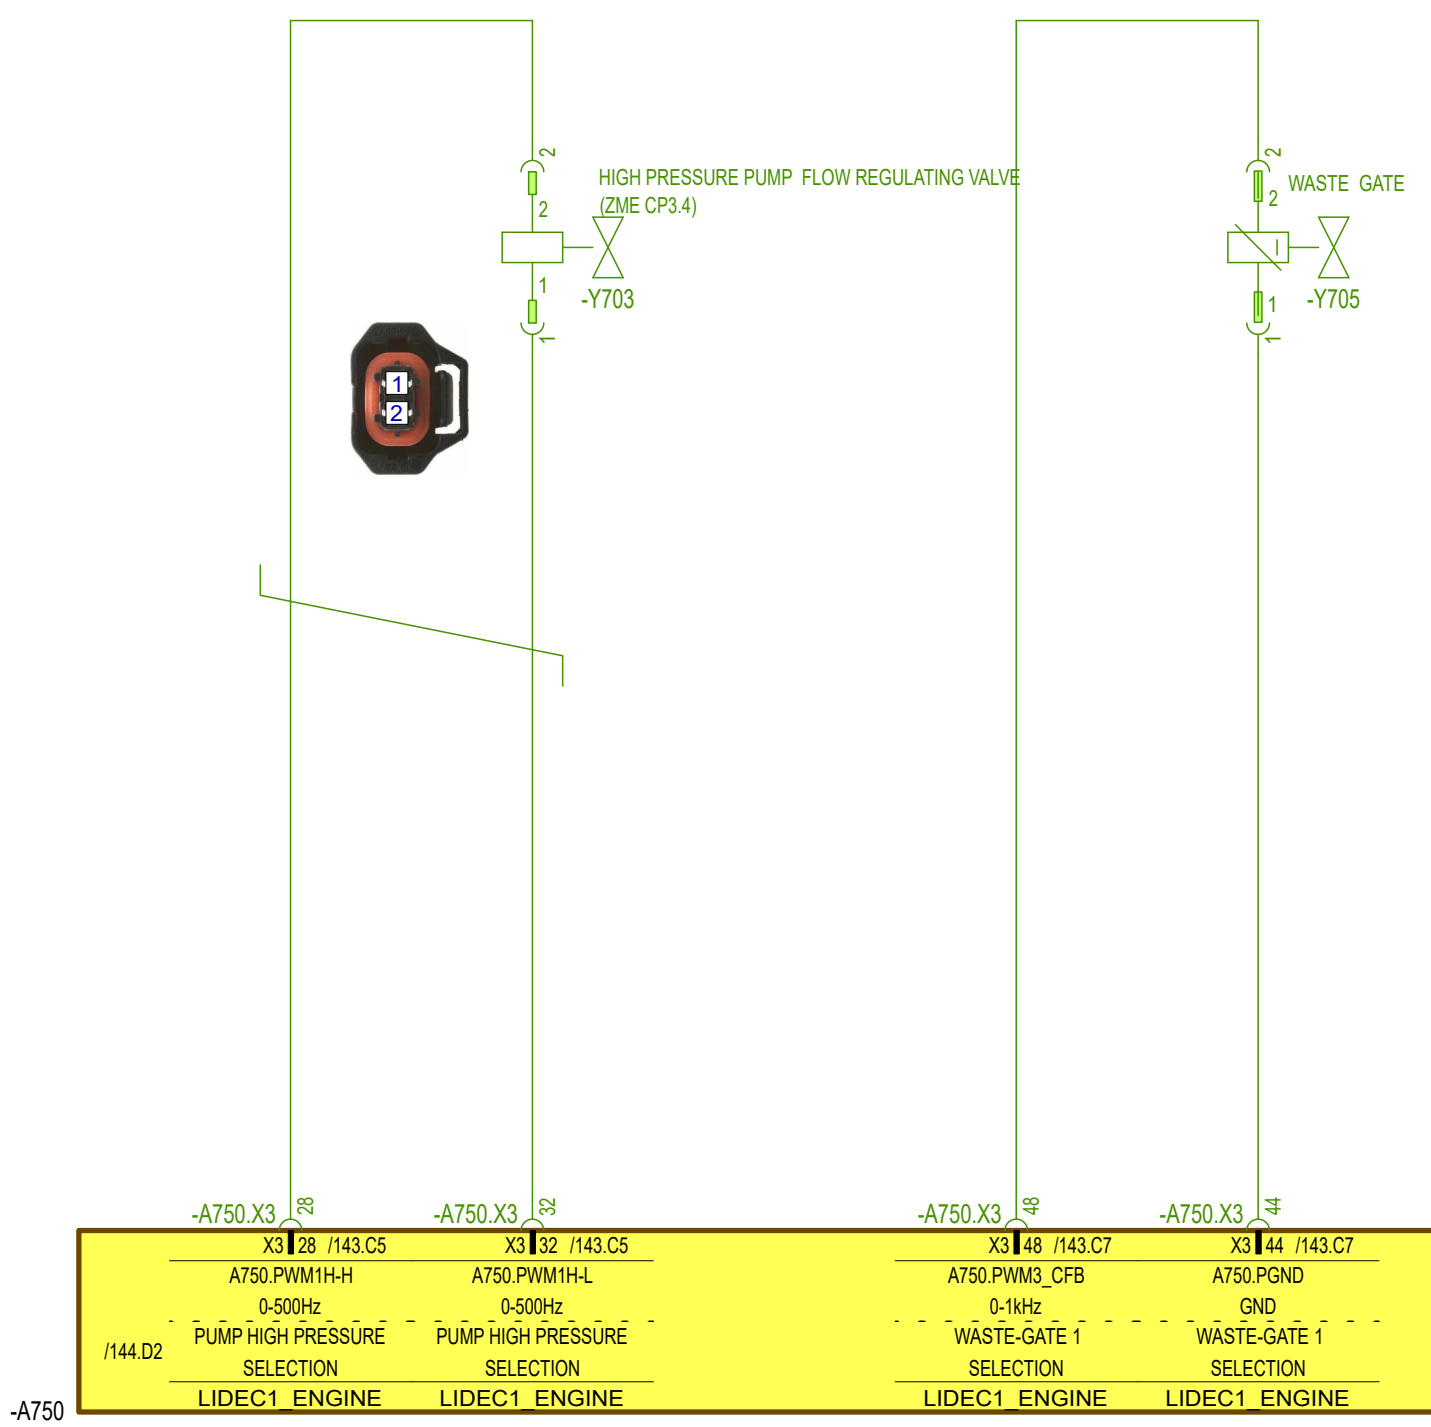 2
HIGH PRESSURE PUMP  FLOW REGULATING VALVE
(ZME CP3.4)
2
1
-Y703
1
2
WASTE  GATE
2
1
-Y705
1
1
2
-A750.X3 28
-A750.X3 32
-A750.X3 48
-A750.X3 44
X3 28 /143.C5
A750.PWM1H-H
0-500Hz
PUMP HIGH PRESSURE
SELECTION
LIDEC1_ENGINE
X3 32 /143.C5
A750.PWM1H-L
0-500Hz
PUMP HIGH PRESSURE
SELECTION
LIDEC1_ENGINE
X3 48 /143.C7
A750.PWM3_CFB
0-1kHz
WASTE-GATE 1
SELECTION
LIDEC1_ENGINE
X3 44 /143.C7
A750.PGND
GND
WASTE-GATE 1
SELECTION
LIDEC1_ENGINE
/144.D2
-A750